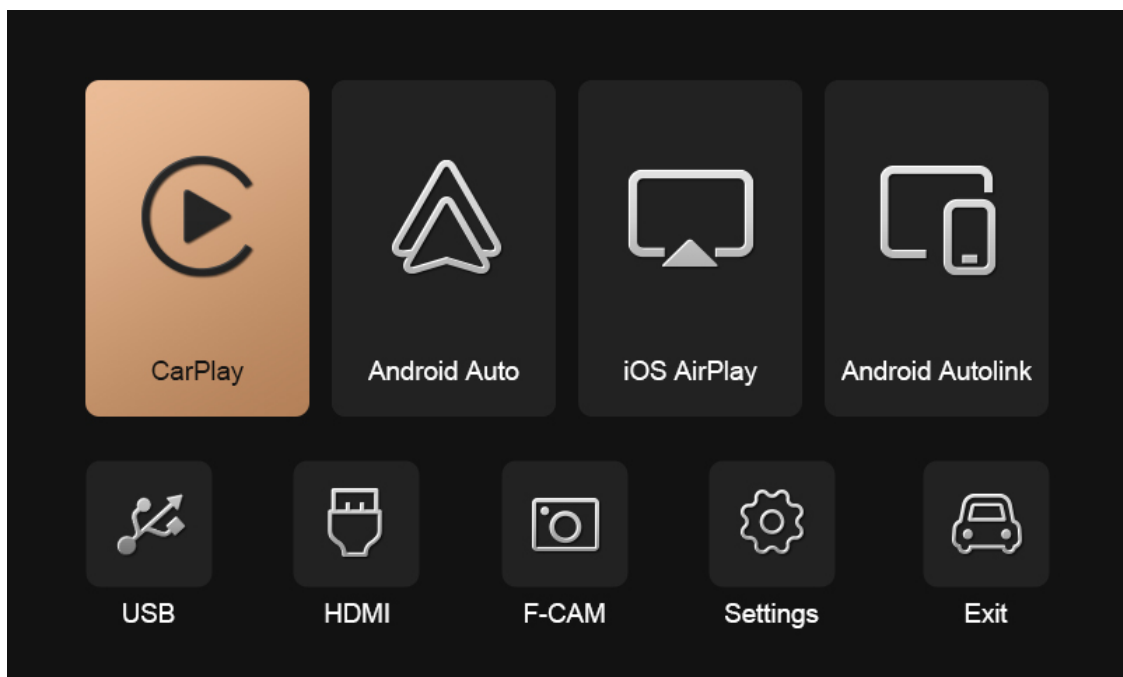 CarPlay
Android Auto
iOS AirPlay
Android Autolink
USB
HDMI
F-CAM
Settings
Exit